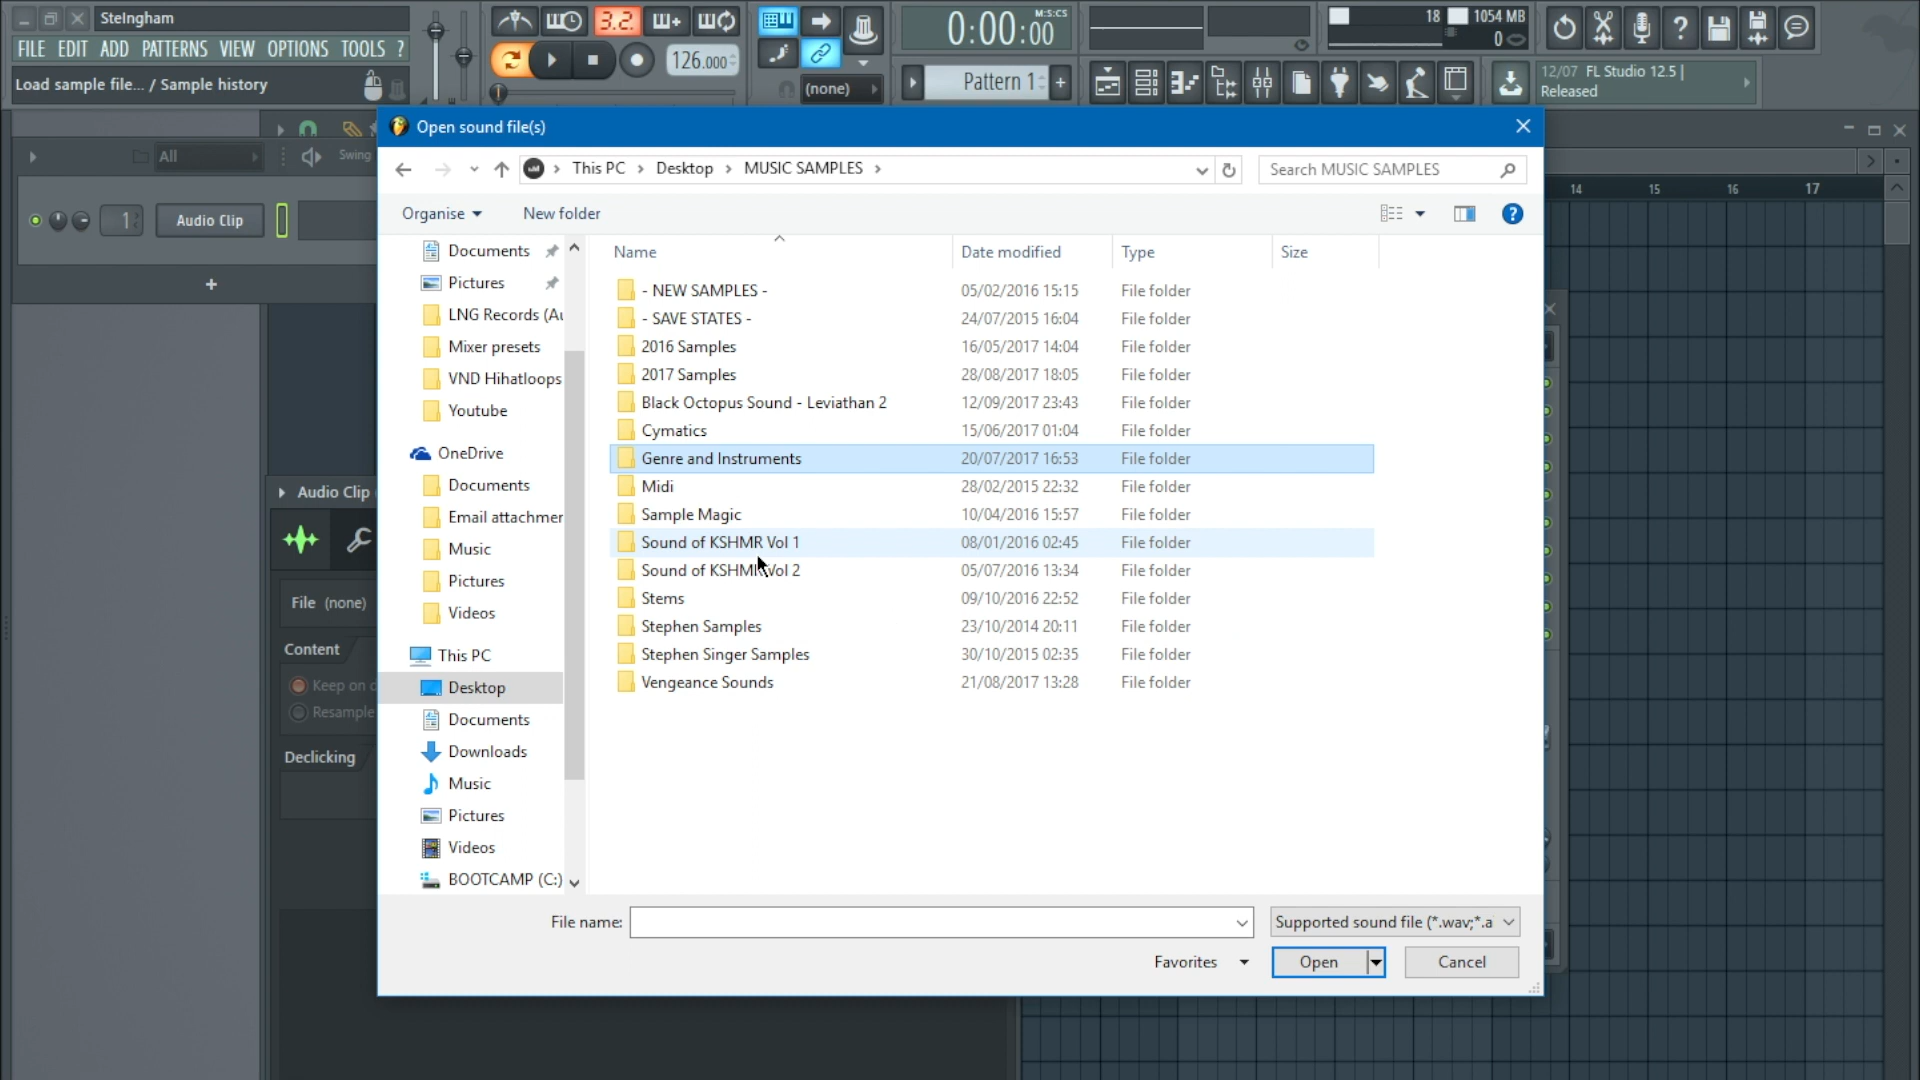 SteIngham
FILE EDIT ADD PATTERNS VIEW OPTIONS TOOLS ?
Load sample file... / Sample history
3.2.
126.000
(none)
0:00:00
M:S:CS
Pattern 1
+
18
1054 MB
0
12/07 FL Studio 12.5 |
Released
All
Swing
1
Audio Clip
+
Audio Clip
File (none)
Content
Keep on d
Resample
Declicking
14 15 16 17
Open sound file(s)
This PC > Desktop > MUSIC SAMPLES >
Search MUSIC SAMPLES
Organise
New folder
Documents
Pictures
LNG Records (Au
Mixer presets
VND Hihatloops
Youtube
OneDrive
Documents
Email attachmen
Music
Pictures
Videos
This PC
Desktop
Documents
Downloads
Music
Pictures
Videos
BOOTCAMP (C:)
Name Date modified Type Size
- NEW SAMPLES - 05/02/2016 15:15 File folder
- SAVE STATES - 24/07/2015 16:04 File folder
2016 Samples 16/05/2017 14:04 File folder
2017 Samples 28/08/2017 18:05 File folder
Black Octopus Sound - Leviathan 2 12/09/2017 23:43 File folder
Cymatics 15/06/2017 01:04 File folder
Genre and Instruments 20/07/2017 16:53 File folder
Midi 28/02/2015 22:32 File folder
Sample Magic 10/04/2016 15:57 File folder
Sound of KSHMR Vol 1 08/01/2016 02:45 File folder
Sound of KSHMR Vol 2 05/07/2016 13:34 File folder
Stems 09/10/2016 22:52 File folder
Stephen Samples 23/10/2014 20:11 File folder
Stephen Singer Samples 30/10/2015 02:35 File folder
Vengeance Sounds 21/08/2017 13:28 File folder
File name:
Supported sound file (*.wav;*.a
Favorites
Open
Cancel